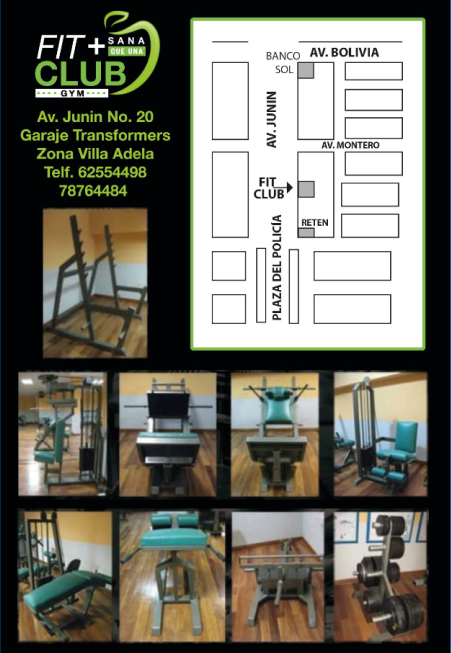 FIT + SANA
QUE UNA
CLUB
GYM
Av. Junin No. 20
Garaje Transformers
Zona Villa Adela
Telf. 62554498
78764484
AV. BOLIVIA
BANCO
SOL
AV. JUNIN
AV. MONTERO
FIT
CLUB
RETEN
PLAZA DEL POLICÍA